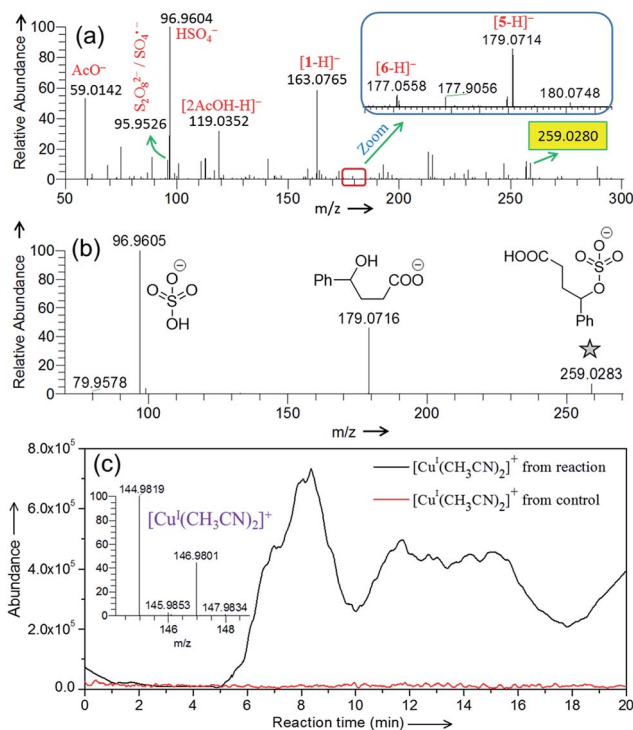 (a)
96.9604
HSO₄⁻
AcO⁻
59.0142
S₂O₈²⁻ / SO₄•⁻
95.9526
[2AcOH-H]⁻
119.0352
[1-H]⁻
163.0765
[5-H]⁻
179.0714
[6-H]⁻
177.0558
177.9056
180.0748
Zoom
259.0280
Relative Abundance
100
80
60
40
20
0
50
100
150
200
250
300
m/z
(b)
96.9605
79.9578
179.0716
259.0283
O
O
S
O
OH
OH
Ph
COO
HOOC
O
O
S
O
O
Ph
Relative Abundance
100
80
60
40
20
0
100
150
200
250
m/z
(c)
[Cuᴵ(CH₃CN)₂]⁺ from reaction
[Cuᴵ(CH₃CN)₂]⁺ from control
144.9819
[Cuᴵ(CH₃CN)₂]⁺
146.9801
145.9853
147.9834
100
80
60
40
20
0
146
148
m/z
Abundance
8.0x10⁵
6.0x10⁵
4.0x10⁵
2.0x10⁵
0.0
0
2
4
6
8
10
12
14
16
18
20
Reaction time (min)